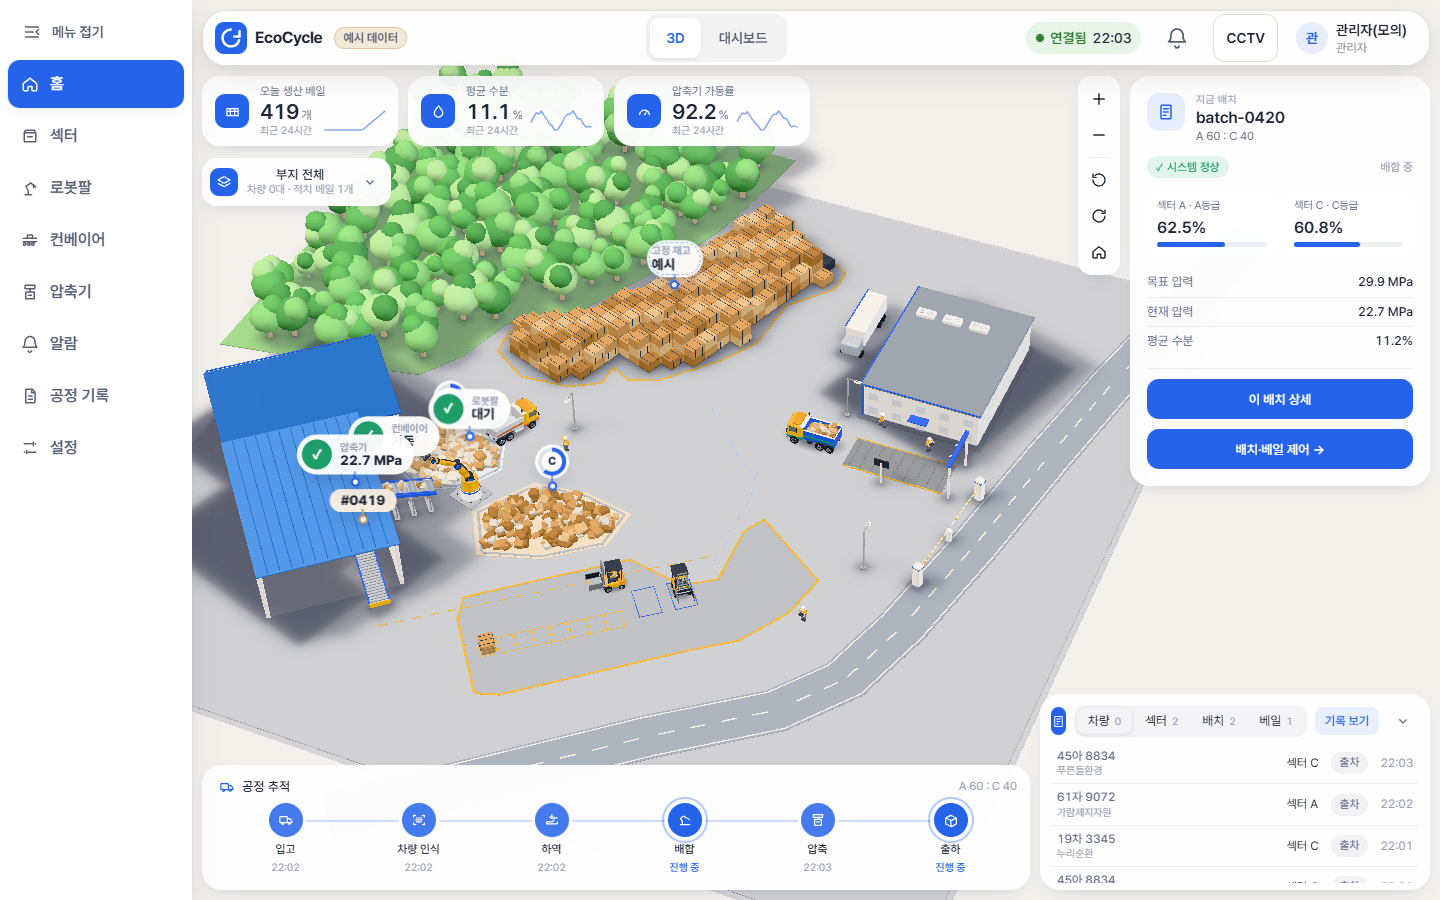 메뉴 접기
홈
섹터
로봇팔
컨베이어
압축기
알람
공정 기록
설정
EcoCycle
예시 데이터
3D
대시보드
연결됨 22:03
CCTV
관
관리자(모의)
관리자
오늘 생산 베일
419개
최근 24시간
평균 수분
11.1%
최근 24시간
압축기 가동률
92.2%
최근 24시간
부지 전체
차량 0대 · 적치 베일 1개
고정 재고
예시
로봇팔
대기
컨베이어
압축기
22.7 MPa
#0419
C
지금 배치
batch-0420
A 60 : C 40
✓ 시스템 정상
배합 중
섹터 A · A등급
62.5%
섹터 C · C등급
60.8%
목표 압력 29.9 MPa
현재 압력 22.7 MPa
평균 수분 11.2%
이 배치 상세
배치·베일 제어 →
공정 추적
A 60 : C 40
입고
22:02
차량 인식
22:02
하역
22:02
배합
진행 중
압축
22:03
출하
진행 중
차량 0
섹터 2
배치 2
베일 1
기록 보기
45아 8834
푸른들환경
섹터 C 출차 22:03
61자 9072
가람제지자원
섹터 A 출차 22:02
19차 3345
누리순환
섹터 C 출차 22:01
45아 8834